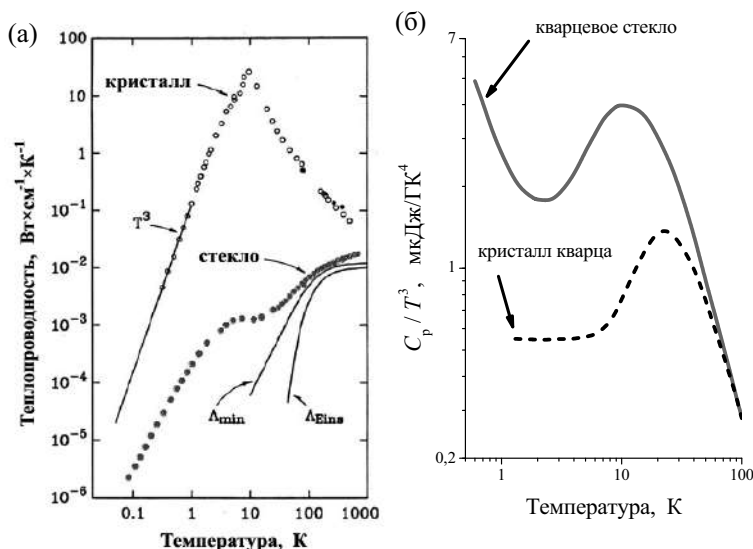 (а)
Теплопроводность, Вт×см⁻¹×К⁻¹
100
10
1
10⁻¹
10⁻²
10⁻³
10⁻⁴
10⁻⁵
10⁻⁶
кристалл
T³
стекло
Λmin
ΛEins
0.1
1
10
100
1000
Температура, К
(б)
C_p / T³, мкДж/ГК⁴
7
1
0,2
кварцевое стекло
кристалл кварца
1
10
100
Температура, К